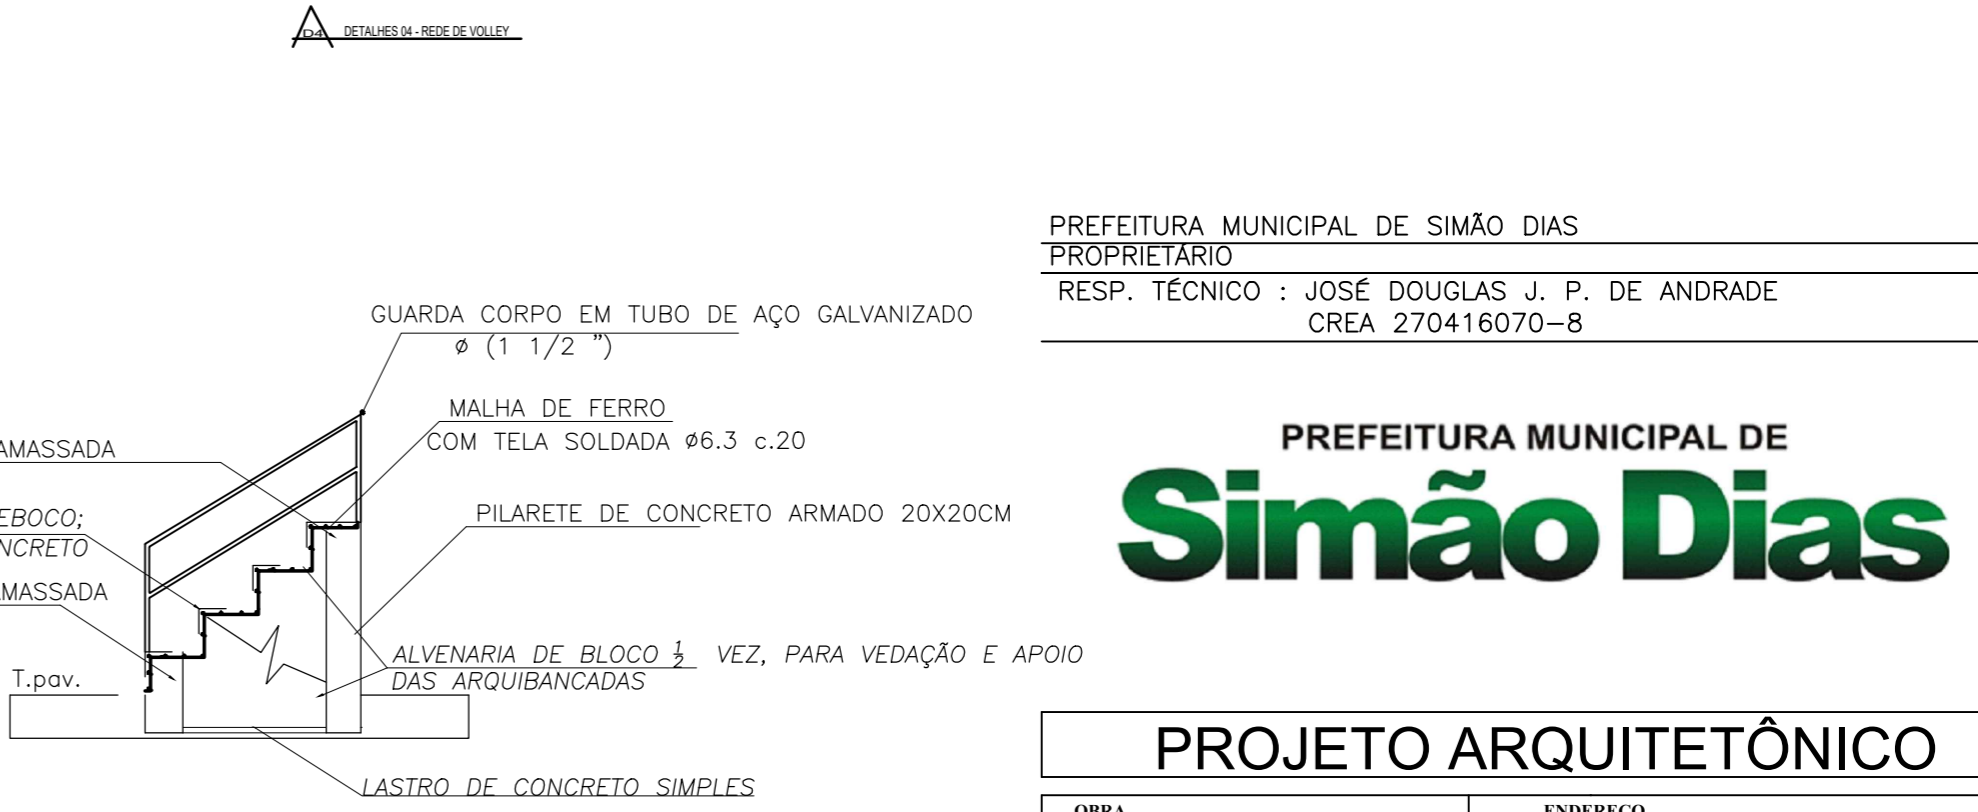 D4 DETALHES 04 - REDE DE VOLLEY
PREFEITURA MUNICIPAL DE SIMÃO DIAS
PROPRIETÁRIO
RESP. TÉCNICO : JOSÉ DOUGLAS J. P. DE ANDRADE
CREA 270416070-8
GUARDA CORPO EM TUBO DE AÇO GALVANIZADO
ø (1 1/2 ")
MALHA DE FERRO
COM TELA SOLDADA ø6.3 c.20
AMASSADA
EBOCO;
NCRETO
AMASSADA
PILARETE DE CONCRETO ARMADO 20X20CM
ALVENARIA DE BLOCO ½ VEZ, PARA VEDAÇÃO E APOIO
DAS ARQUIBANCADAS
T.pav.
LASTRO DE CONCRETO SIMPLES
PREFEITURA MUNICIPAL DE
Simão Dias
PROJETO ARQUITETÔNICO
OBRA
ENDEREÇO